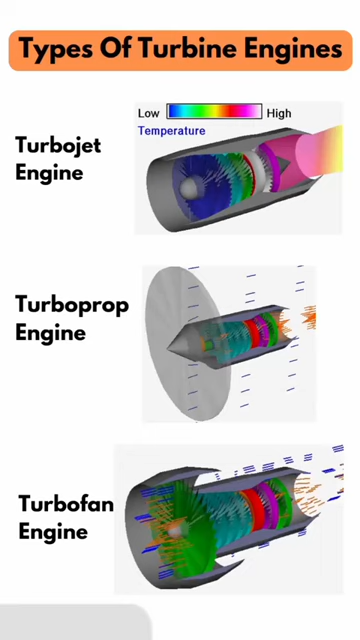 Types Of Turbine Engines
Low High
Temperature
Turbojet
Engine
Turboprop
Engine
Turbofan
Engine